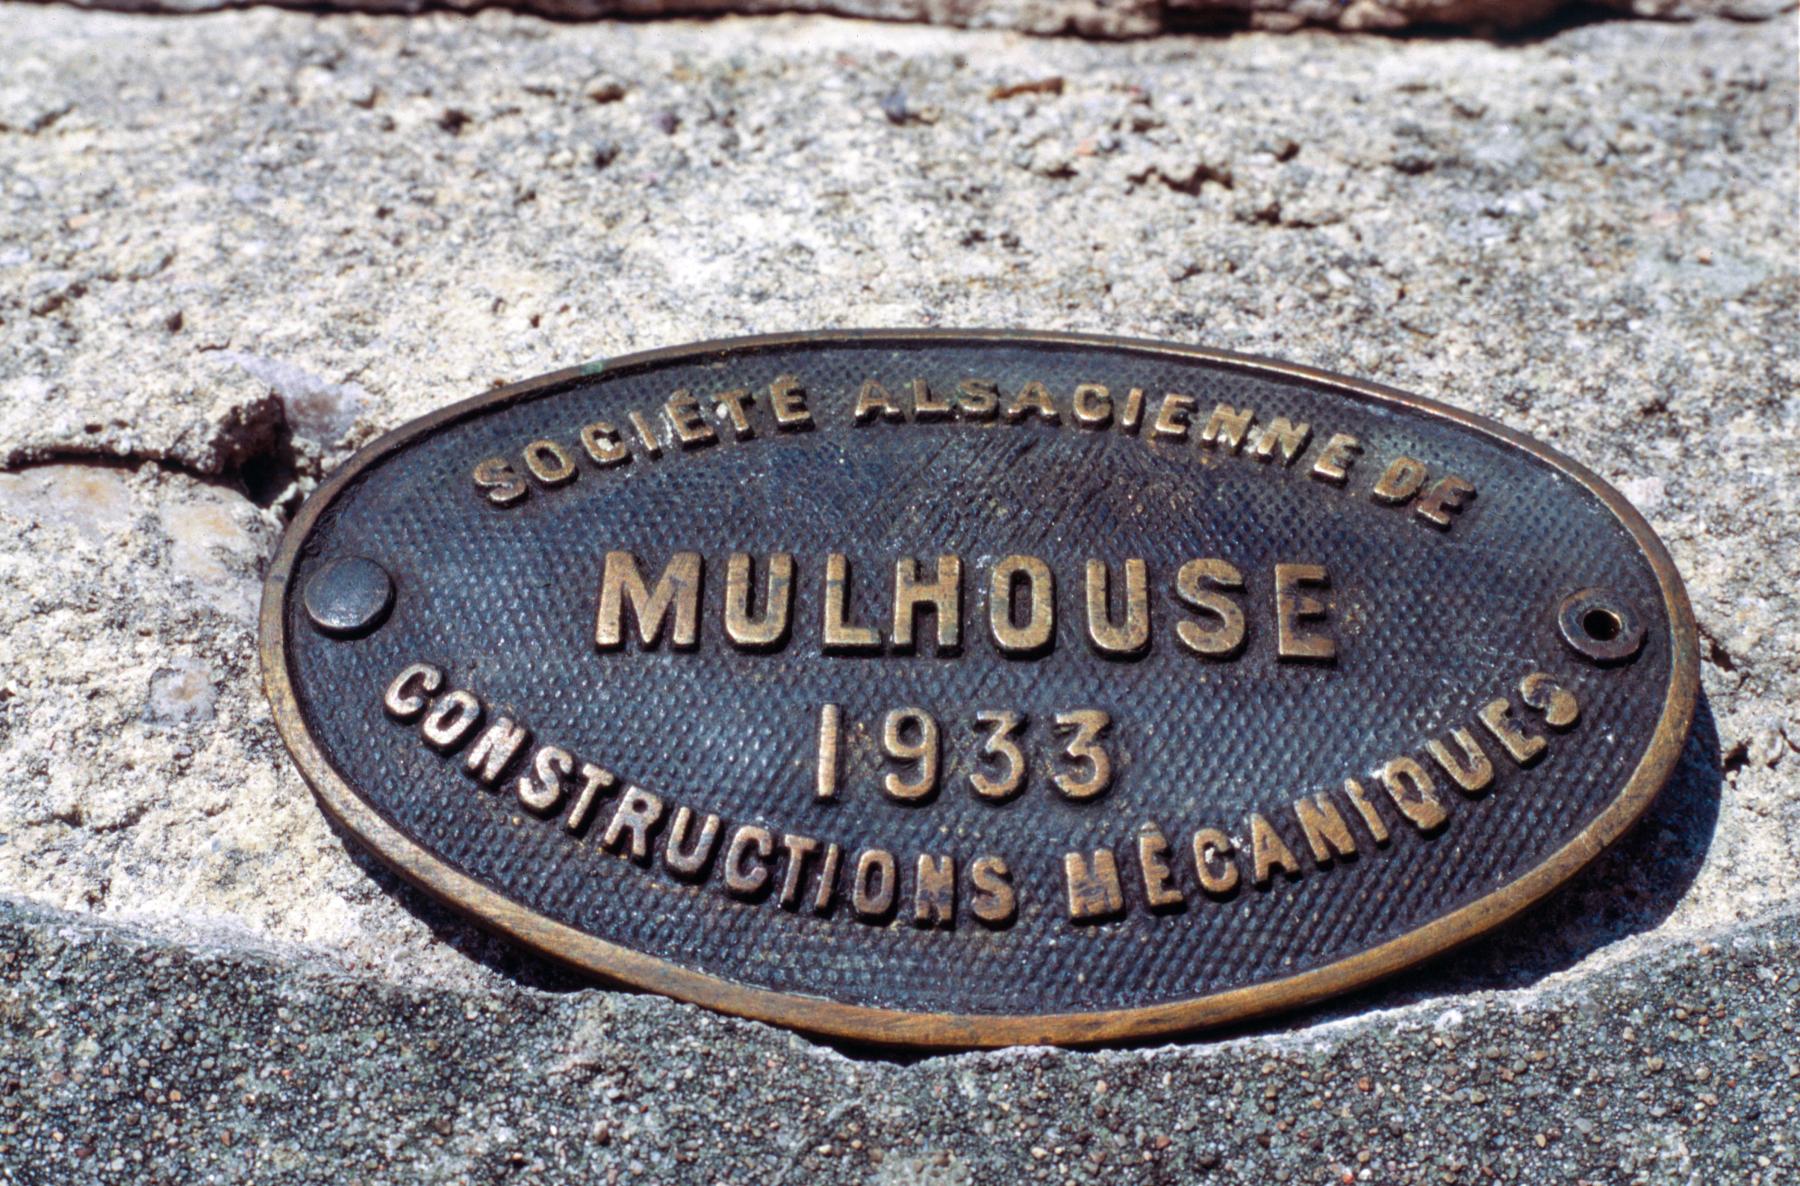 SOCIÉTÉ ALSACIENNE DE
MULHOUSE
1933
CONSTRUCTIONS MÉCANIQUES